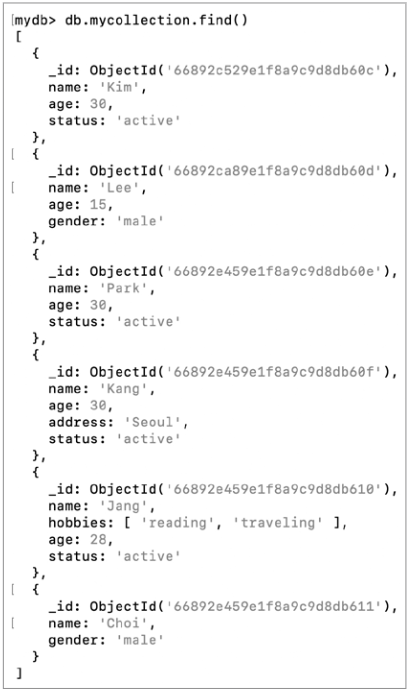 [mydb> db.mycollection.find()
[
  {
    _id: ObjectId('66892c529e1f8a9c9d8db60c'),
    name: 'Kim',
    age: 30,
    status: 'active'
  },
[ {
    _id: ObjectId('66892ca89e1f8a9c9d8db60d'),
[   name: 'Lee',
    age: 15,
    gender: 'male'
  },
  {
    _id: ObjectId('66892e459e1f8a9c9d8db60e'),
    name: 'Park',
    age: 30,
    status: 'active'
  },
  {
    _id: ObjectId('66892e459e1f8a9c9d8db60f'),
    name: 'Kang',
    age: 30,
    address: 'Seoul',
    status: 'active'
  },
  {
    _id: ObjectId('66892e459e1f8a9c9d8db610'),
    name: 'Jang',
    hobbies: [ 'reading', 'traveling' ],
    age: 28,
    status: 'active'
  },
[ {
    _id: ObjectId('66892e459e1f8a9c9d8db611'),
[   name: 'Choi',
    gender: 'male'
  }
]